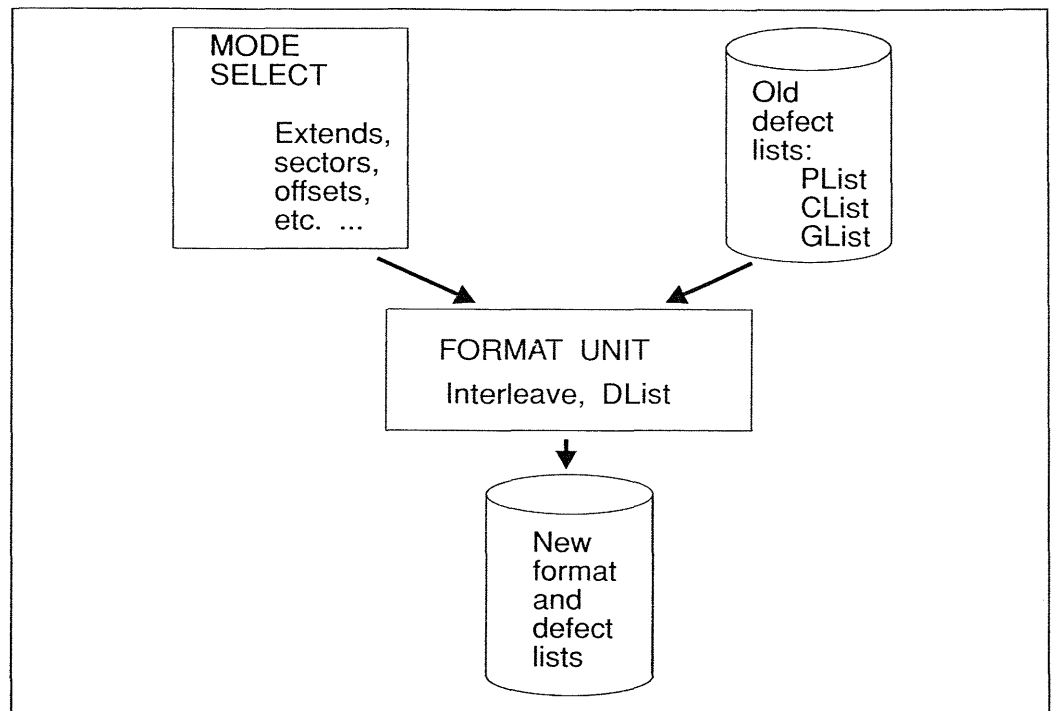 MODE
SELECT
Extends,
sectors,
offsets,
etc. ...
Old
defect
lists:
PList
CList
GList
FORMAT UNIT
Interleave, DList
New
format
and
defect
lists